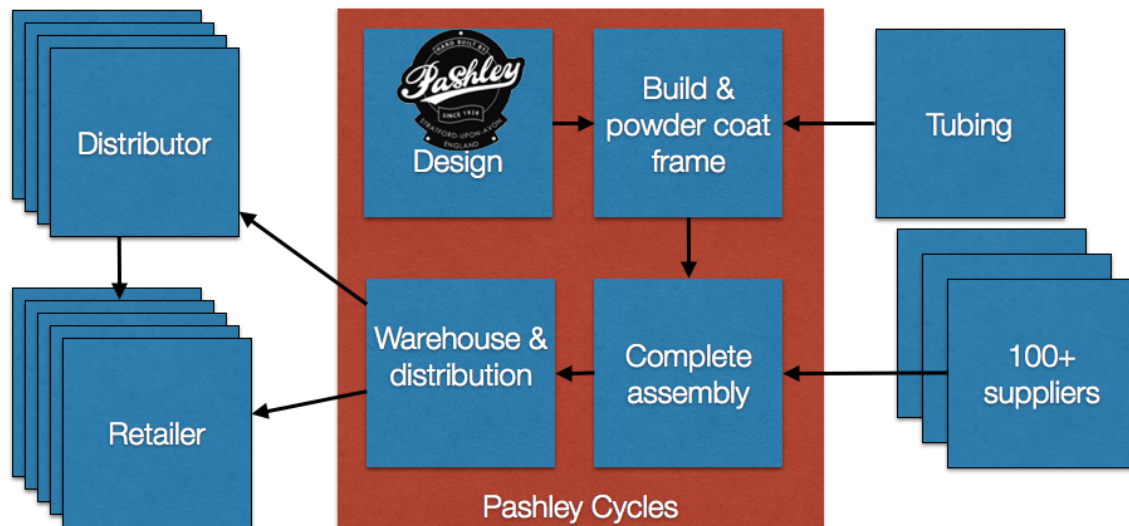 Distributor
Retailer
HAND BUILT BY
Pashley
SINCE 1926
STRATFORD-UPON-AVON
ENGLAND
Design
Build &
powder coat
frame
Tubing
Warehouse &
distribution
Complete
assembly
100+
suppliers
Pashley Cycles